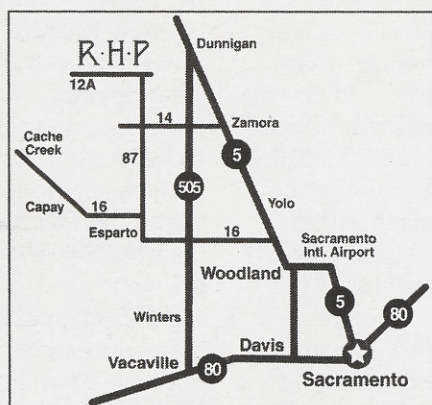 Dunnigan
R·H·P
12A
14
Zamora
Cache
Creek
87
5
505
Yolo
16
Capay
Esparto
16
Sacramento
Intl. Airport
Woodland
5
80
Winters
Davis
Vacaville
80
Sacramento